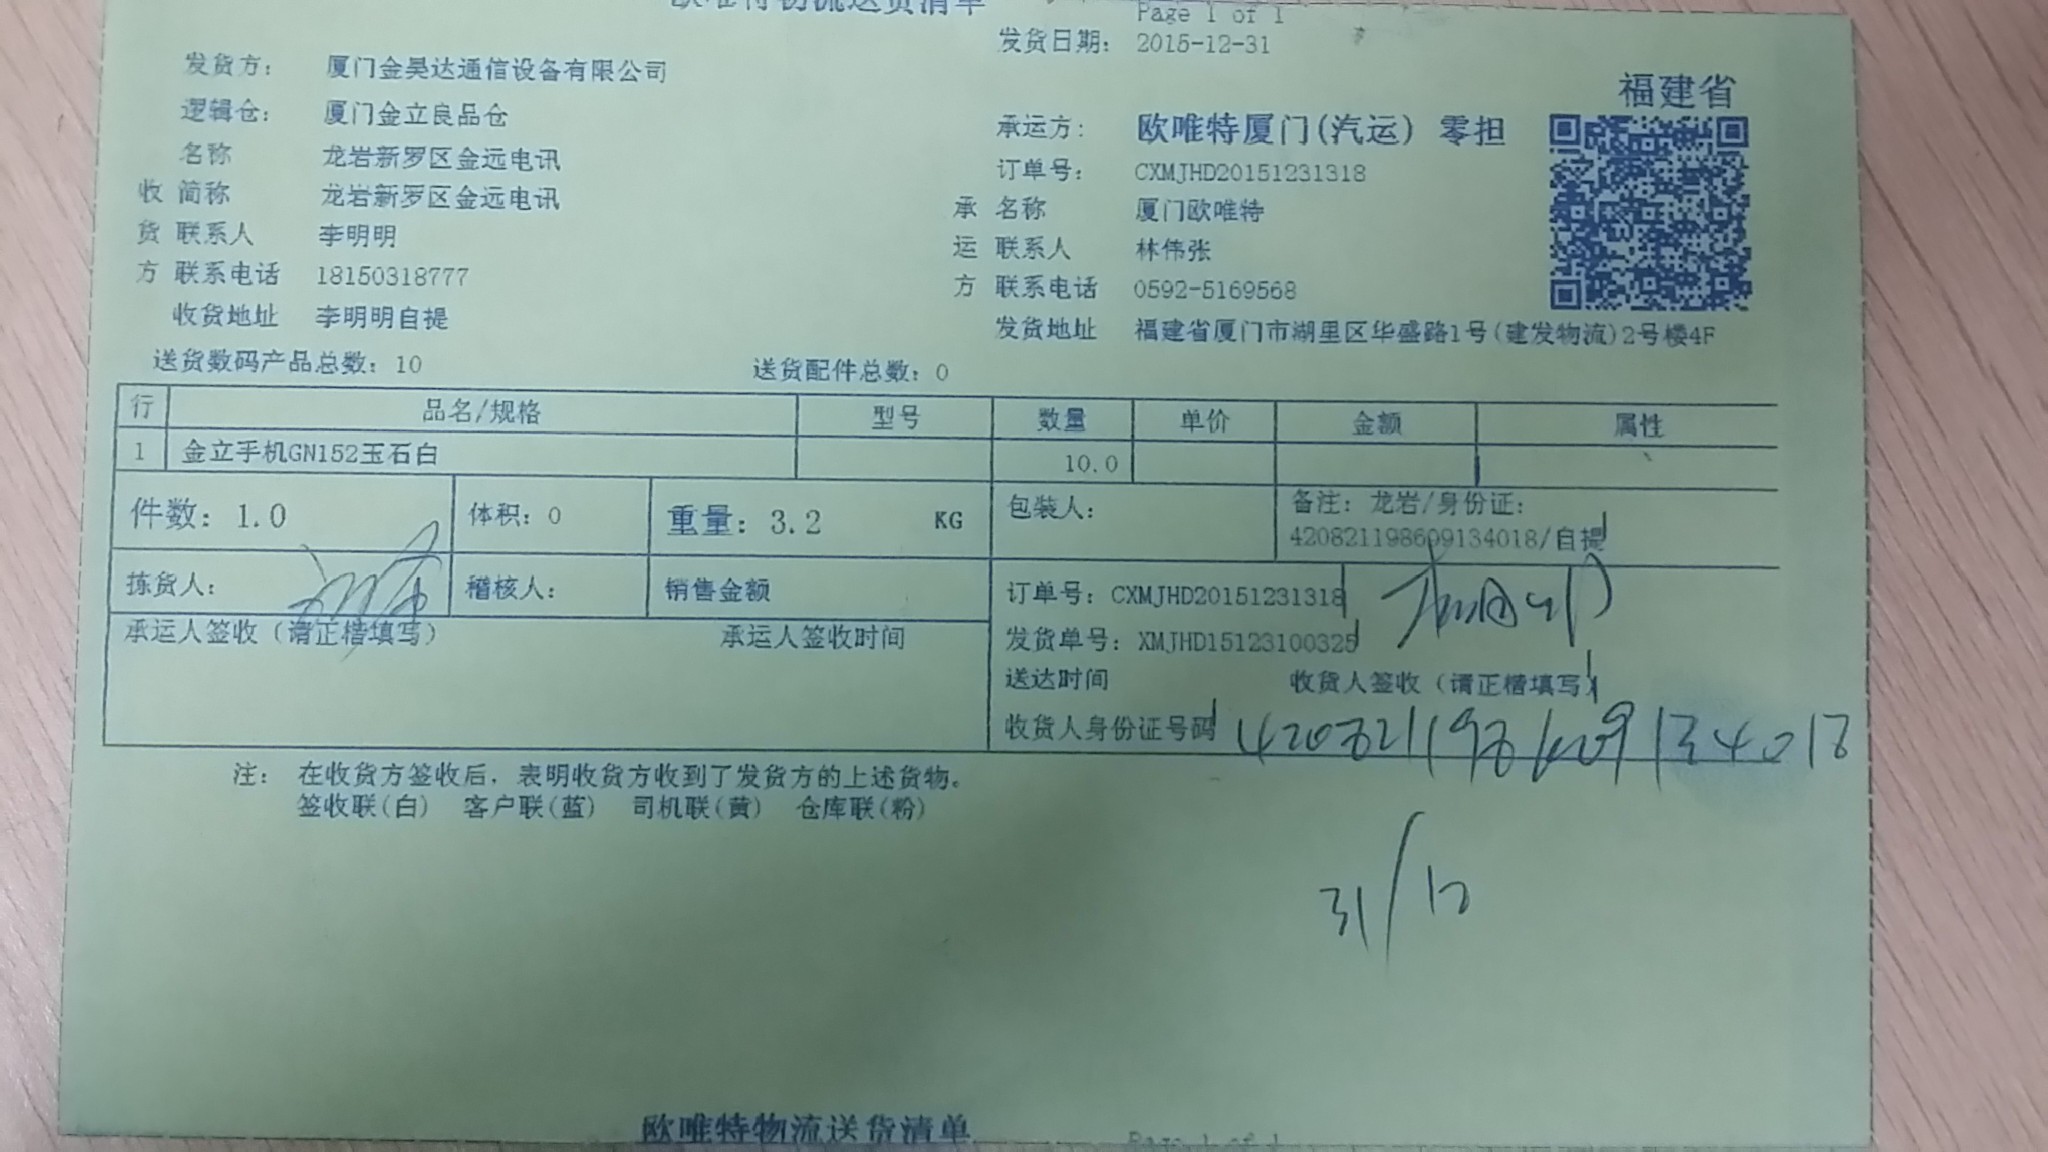 欧唯特物流送货清单
Page 1 of 1
发货日期： 2015-12-31
发货方： 厦门金昊达通信设备有限公司
福建省
逻辑仓： 厦门金立良品仓
承运方： 欧唯特厦门(汽运) 零担
名称 龙岩新罗区金远电讯
订单号： CXMJHD20151231318
收 简称 龙岩新罗区金远电讯
承 名称 厦门欧唯特
货 联系人 李明明
运 联系人 林伟张
方 联系电话 18150318777
方 联系电话 0592-5169568
收货地址 李明明自提
发货地址 福建省厦门市湖里区华盛路1号(建发物流)2号楼4F
送货数码产品总数：10 送货配件总数：0
行 品名/规格 型号 数量 单价 金额 属性
1 金立手机GN152玉石白 10.0
件数：1.0 体积：0 重量：3.2 KG 包装人： 备注：龙岩/身份证：
420821198609134018/自提
拣货人： 稽核人： 销售金额 订单号：CXMJHD20151231318
承运人签收（请正楷填写） 承运人签收时间 发货单号：XMJHD15123100325
送达时间 收货人签收（请正楷填写）
收货人身份证号码 420821198609134018
注： 在收货方签收后，表明收货方收到了发货方的上述货物。
签收联(白) 客户联(蓝) 司机联(黄) 仓库联(粉)
31/12
欧唯特物流送货清单
Page 1 of 1